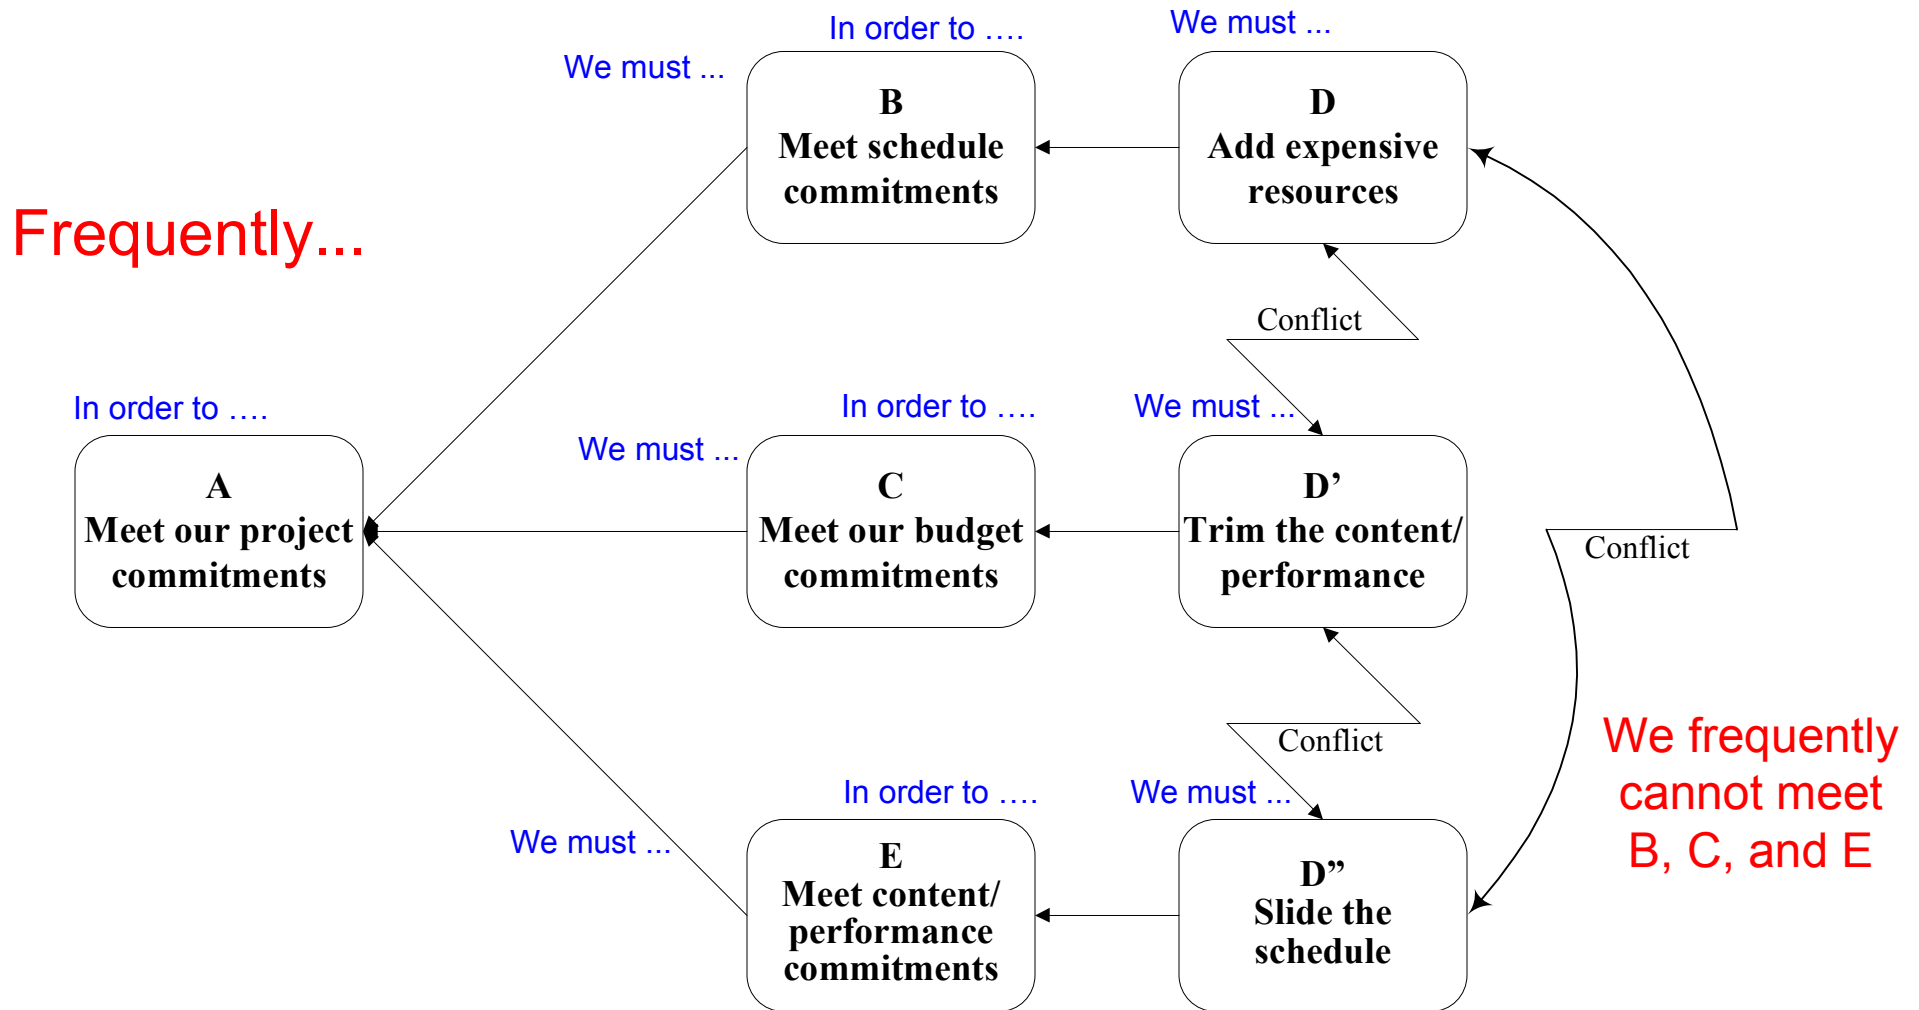 In order to ….
We must ...
We must ...
B
Meet schedule
commitments
D
Add expensive
resources
Frequently...
Conflict
In order to ….
In order to ….
We must ...
We must ...
A
Meet our project
commitments
C
Meet our budget
commitments
D’
Trim the content/
performance
Conflict
Conflict
We frequently
cannot meet
B, C, and E
In order to ….
We must ...
We must ...
E
Meet content/
performance
commitments
D”
Slide the
schedule